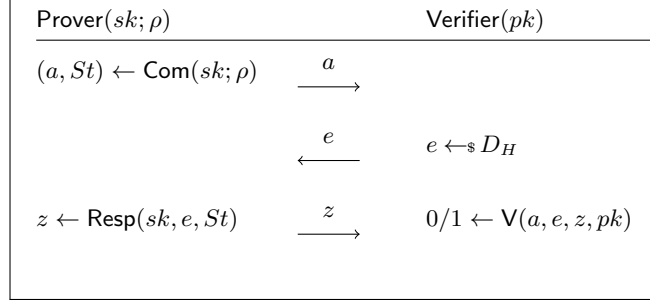 Prover(sk; ρ) Verifier(pk)
(a, St) ← Com(sk; ρ) a
e e ←$ D_H
z ← Resp(sk, e, St) z 0/1 ← V(a, e, z, pk)